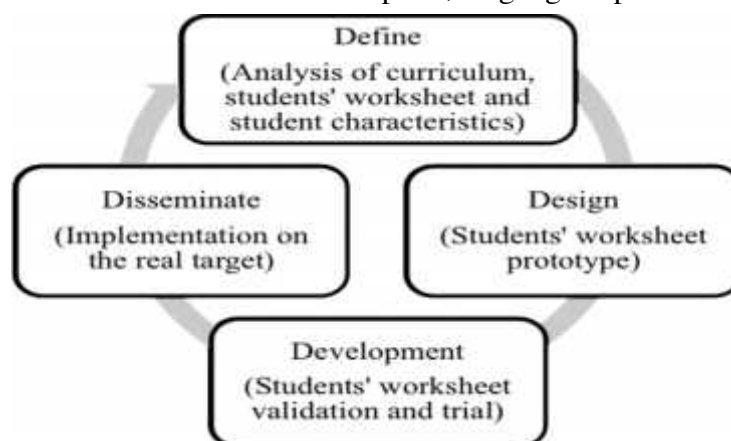 Define
(Analysis of curriculum,
students' worksheet and
student characteristics)
Disseminate
(Implementation on
the real target)
Design
(Students' worksheet
prototype)
Development
(Students' worksheet
validation and trial)